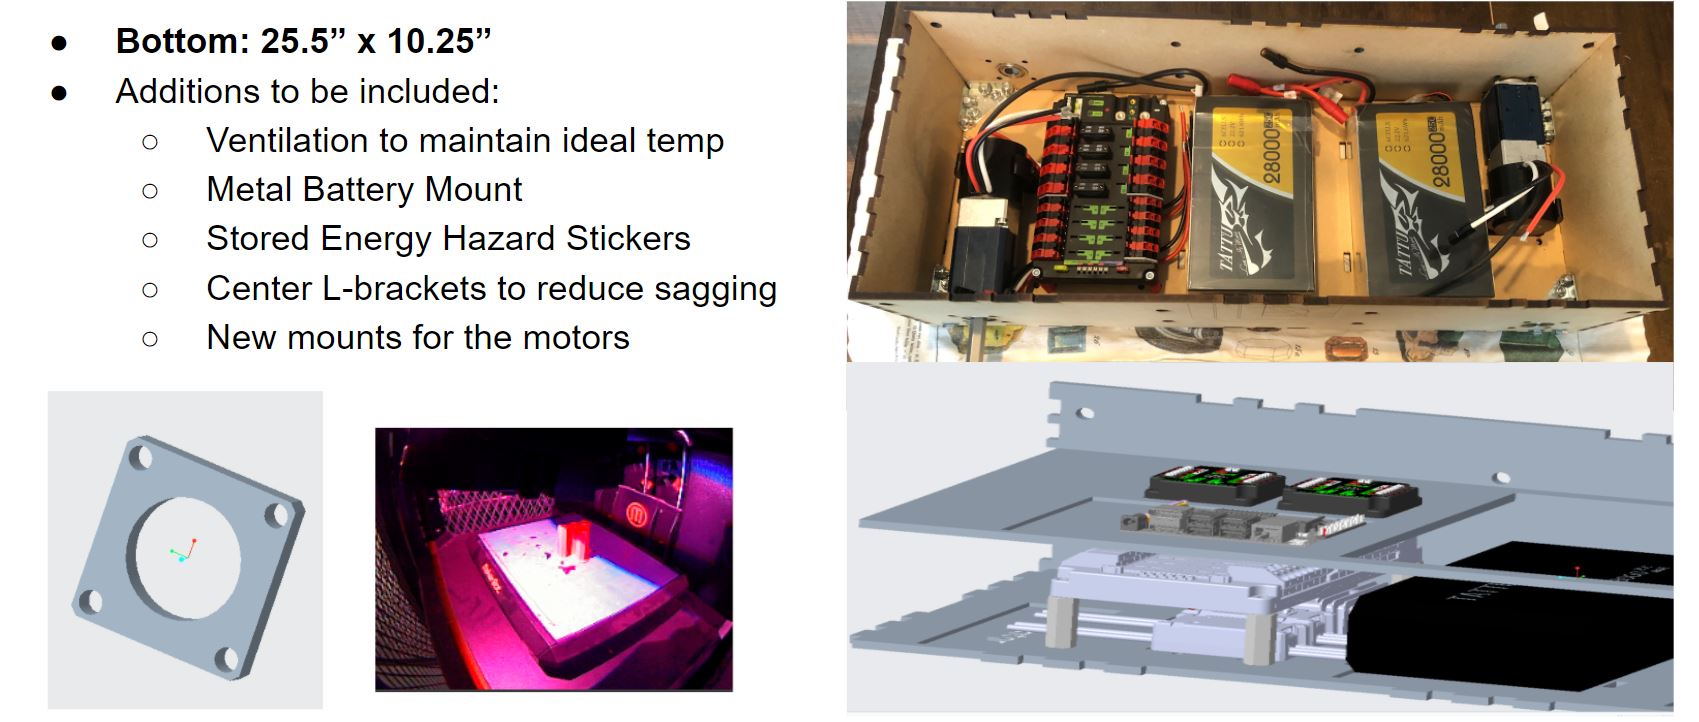 ● Bottom: 25.5” x 10.25”
● Additions to be included:
○ Ventilation to maintain ideal temp
○ Metal Battery Mount
○ Stored Energy Hazard Stickers
○ Center L-brackets to reduce sagging
○ New mounts for the motors
28000
TATTU
28000
TATTU